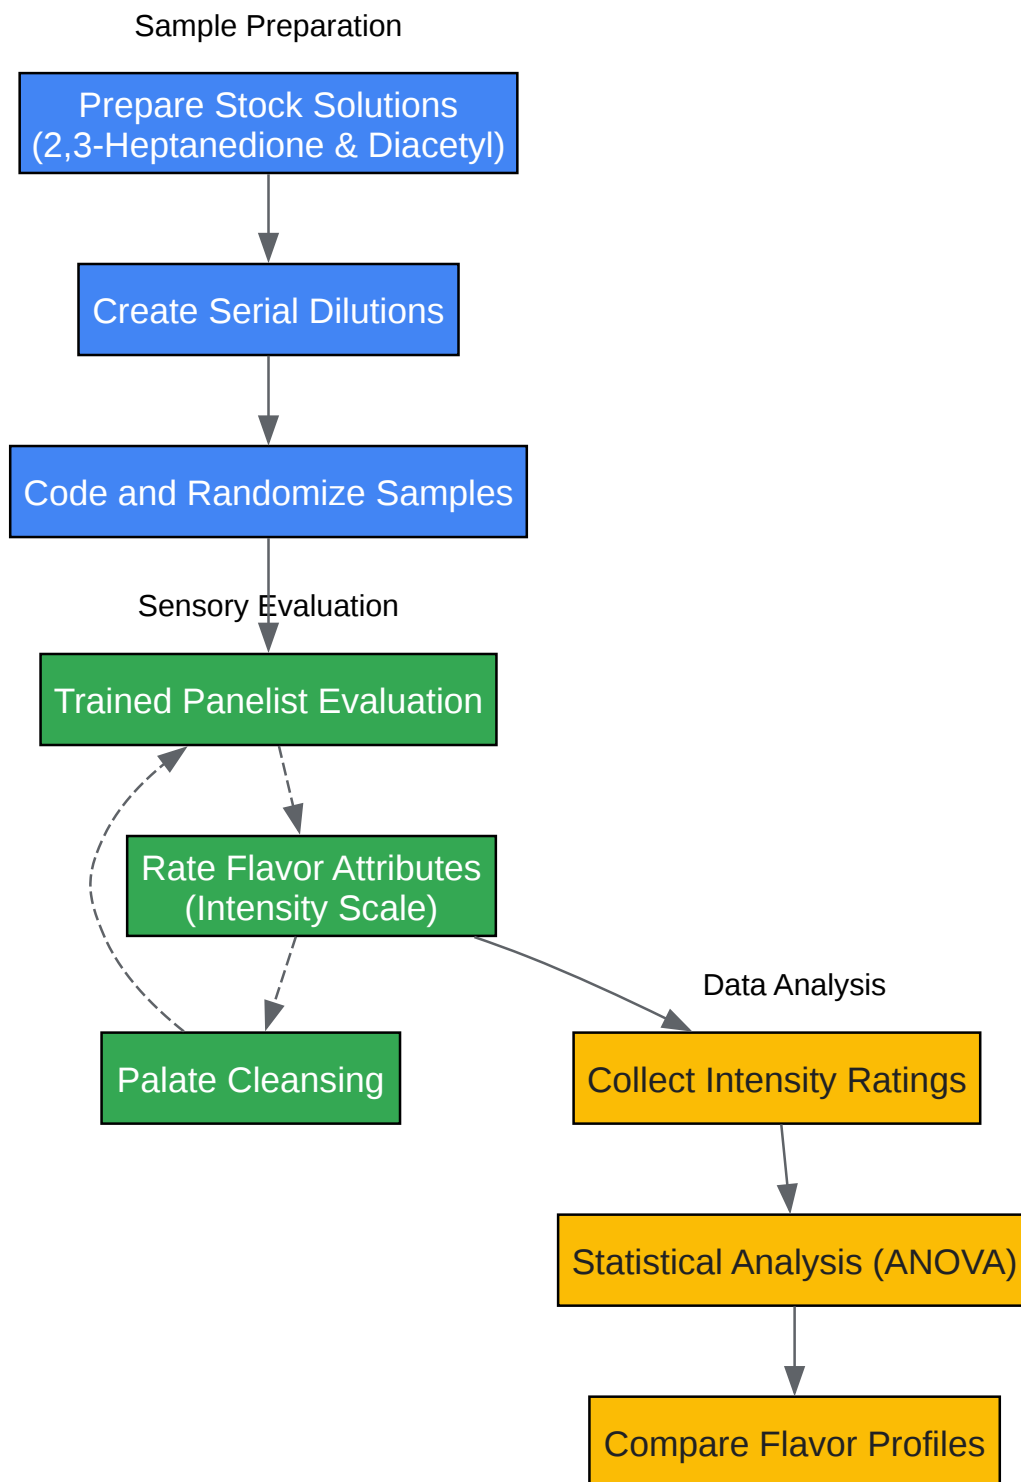 Sample Preparation
Prepare Stock Solutions
(2,3-Heptanedione & Diacetyl)
Create Serial Dilutions
Code and Randomize Samples
Sensory Evaluation
Trained Panelist Evaluation
Rate Flavor Attributes
(Intensity Scale)
Palate Cleansing
Data Analysis
Collect Intensity Ratings
Statistical Analysis (ANOVA)
Compare Flavor Profiles